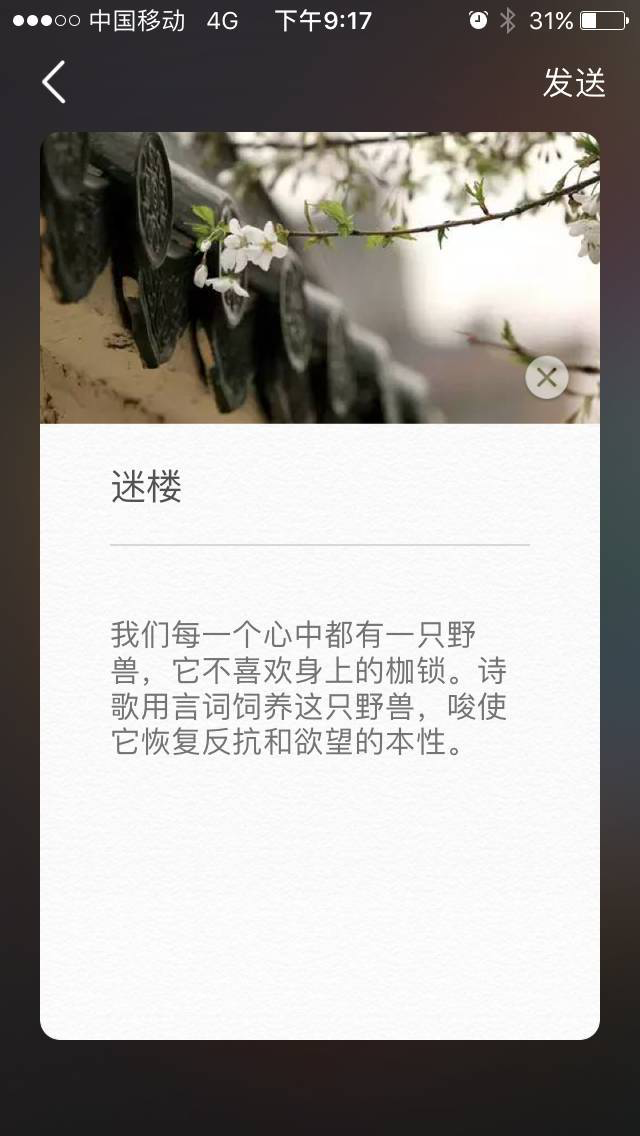 中国移动 4G 下午9:17 31%
发送
迷楼
我们每一个心中都有一只野
兽，它不喜欢身上的枷锁。诗
歌用言词饲养这只野兽，唆使
它恢复反抗和欲望的本性。